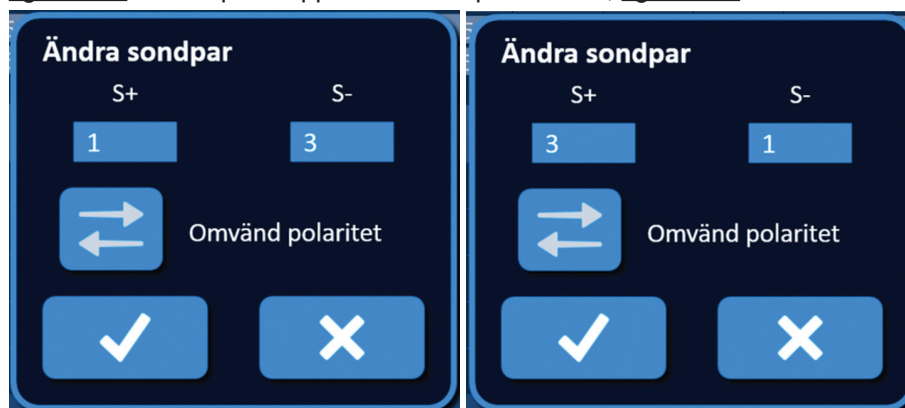 Ändra sondpar
S+ S-
1 3
Omvänd polaritet
Ändra sondpar
S+ S-
3 1
Omvänd polaritet